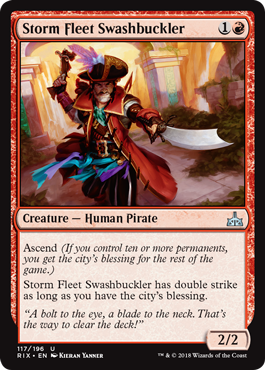 Storm Fleet Swashbuckler 1
Creature — Human Pirate
Ascend (If you control ten or more permanents,
you get the city's blessing for the rest of the
game.)
Storm Fleet Swashbuckler has double strike
as long as you have the city's blessing.
"A bolt to the eye, a blade to the neck. That's
the way to clear the deck!"
2/2
117/196 U
RIX • EN KIERAN YANNER
™ & © 2018 Wizards of the Coast